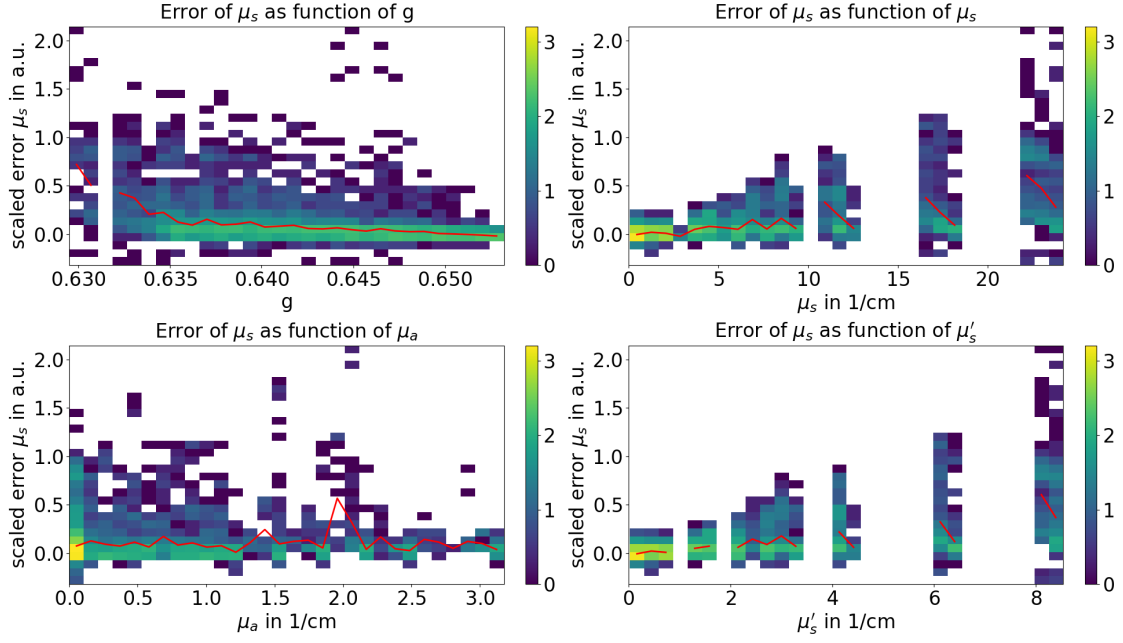 Error of μₛ as function of g
scaled error μₛ in a.u.
2.0
1.5
1.0
0.5
0.0
0.630 0.635 0.640 0.645 0.650
g
3
2
1
0
Error of μₛ as function of μₛ
scaled error μₛ in a.u.
2.0
1.5
1.0
0.5
0.0
0 5 10 15 20
μₛ in 1/cm
3
2
1
0
Error of μₛ as function of μₐ
scaled error μₛ in a.u.
2.0
1.5
1.0
0.5
0.0
0.0 0.5 1.0 1.5 2.0 2.5 3.0
μₐ in 1/cm
3
2
1
0
Error of μₛ as function of μ′ₛ
scaled error μₛ in a.u.
2.0
1.5
1.0
0.5
0.0
0 2 4 6 8
μ′ₛ in 1/cm
3
2
1
0